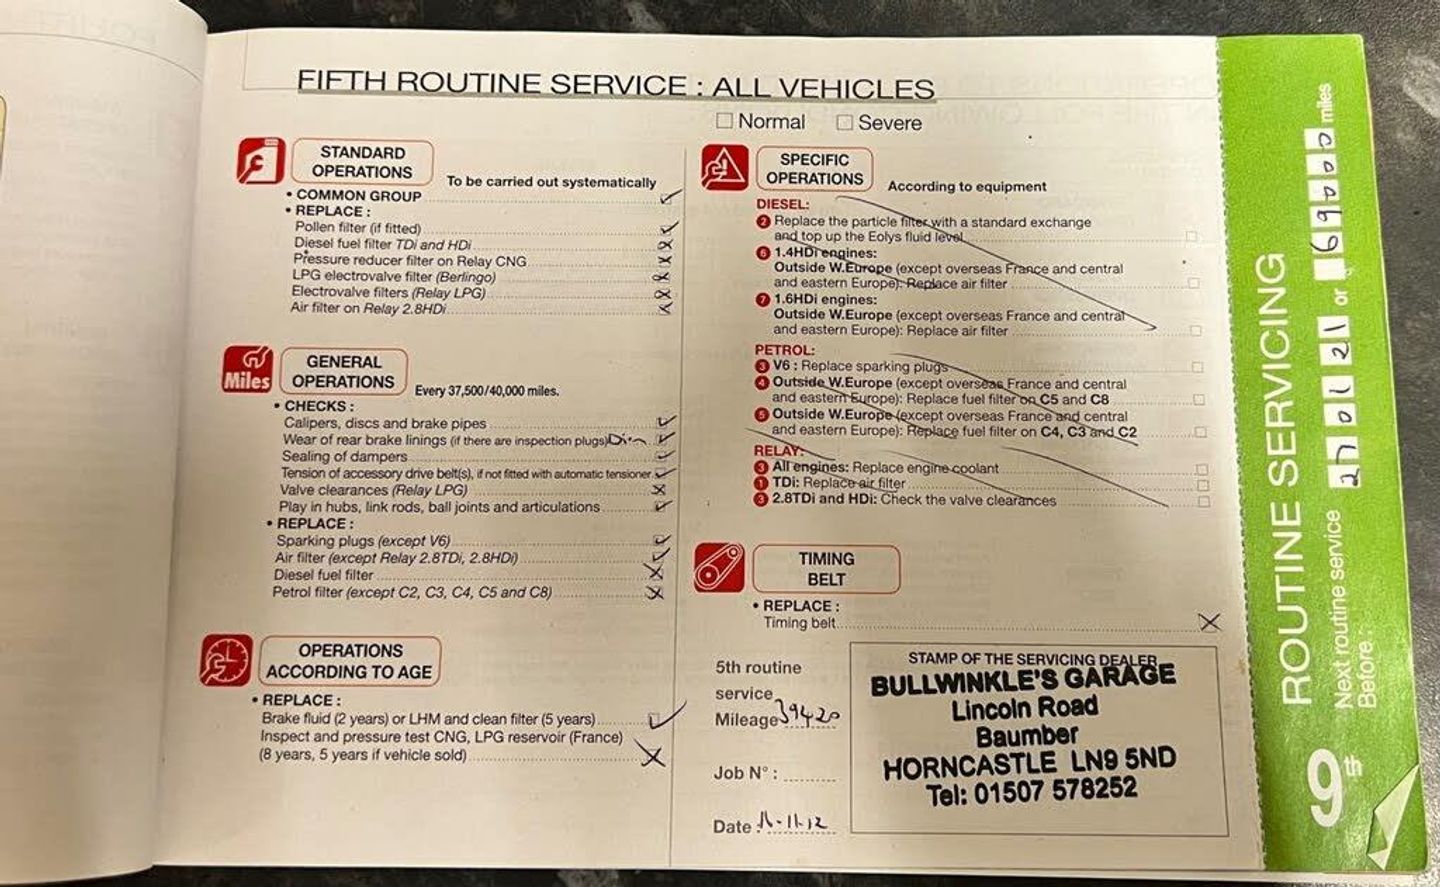 FIFTH ROUTINE SERVICE : ALL VEHICLES
Normal Severe
STANDARD
OPERATIONS
To be carried out systematically
• COMMON GROUP
• REPLACE :
Pollen filter (if fitted)
Diesel fuel filter TDi and HDi
Pressure reducer filter on Relay CNG
LPG electrovalve filter (Berlingo)
Electrovalve filters (Relay LPG)
Air filter on Relay 2.8HDi
Miles
GENERAL
OPERATIONS
Every 37,500/40,000 miles.
• CHECKS :
Calipers, discs and brake pipes
Wear of rear brake linings (if there are inspection plugs)
Sealing of dampers
Tension of accessory drive belt(s), if not fitted with automatic tensioner
Valve clearances (Relay LPG)
Play in hubs, link rods, ball joints and articulations
• REPLACE :
Sparking plugs (except V6)
Air filter (except Relay 2.8TDi, 2.8HDi)
Diesel fuel filter
Petrol filter (except C2, C3, C4, C5 and C8)
OPERATIONS
ACCORDING TO AGE
• REPLACE :
Brake fluid (2 years) or LHM and clean filter (5 years)
Inspect and pressure test CNG, LPG reservoir (France)
(8 years, 5 years if vehicle sold)
SPECIFIC
OPERATIONS
According to equipment
DIESEL:
2 Replace the particle filter with a standard exchange
and top up the Eolys fluid level
6 1.4HDi engines:
Outside W.Europe (except overseas France and central
and eastern Europe): Replace air filter
7 1.6HDi engines:
Outside W.Europe (except overseas France and central
and eastern Europe): Replace air filter
PETROL:
3 V6 : Replace sparking plugs
4 Outside W.Europe (except overseas France and central
and eastern Europe): Replace fuel filter on C5 and C8
5 Outside W.Europe (except overseas France and central
and eastern Europe): Replace fuel filter on C4, C3 and C2
RELAY:
3 All engines: Replace engine coolant
1 TDi: Replace air filter
3 2.8TDi and HDi: Check the valve clearances
TIMING
BELT
• REPLACE :
Timing belt
5th routine
service
Mileage 39420
Job N° :
Date : 16-11-12
STAMP OF THE SERVICING DEALER
BULLWINKLE'S GARAGE
Lincoln Road
Baumber
HORNCASTLE LN9 5ND
Tel: 01507 578252
ROUTINE SERVICING
Next routine service
Before : 27 01 21 or 69000 miles
9th